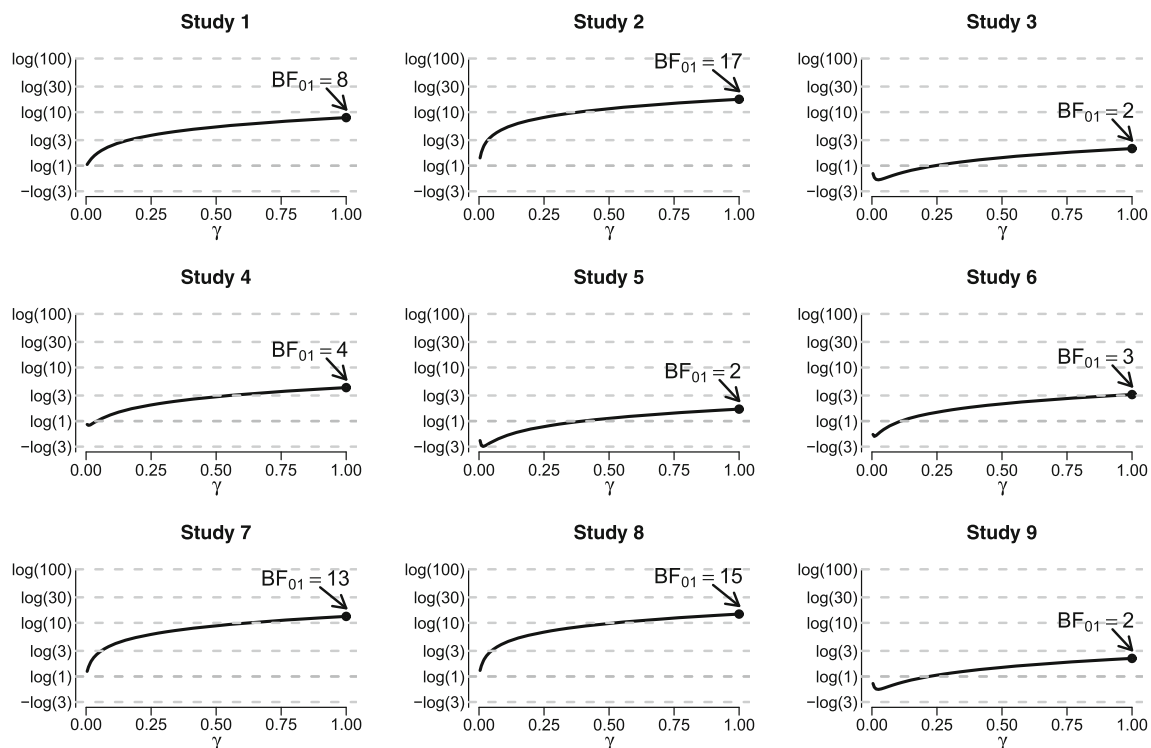 Study 1
log(100)
log(30)
log(10)
log(3)
log(1)
−log(3)
BF01 = 8
0.00 0.25 0.50 0.75 1.00
γ
Study 2
log(100)
log(30)
log(10)
log(3)
log(1)
−log(3)
BF01 = 17
0.00 0.25 0.50 0.75 1.00
γ
Study 3
log(100)
log(30)
log(10)
log(3)
log(1)
−log(3)
BF01 = 2
0.00 0.25 0.50 0.75 1.00
γ
Study 4
log(100)
log(30)
log(10)
log(3)
log(1)
−log(3)
BF01 = 4
0.00 0.25 0.50 0.75 1.00
γ
Study 5
log(100)
log(30)
log(10)
log(3)
log(1)
−log(3)
BF01 = 2
0.00 0.25 0.50 0.75 1.00
γ
Study 6
log(100)
log(30)
log(10)
log(3)
log(1)
−log(3)
BF01 = 3
0.00 0.25 0.50 0.75 1.00
γ
Study 7
log(100)
log(30)
log(10)
log(3)
log(1)
−log(3)
BF01 = 13
0.00 0.25 0.50 0.75 1.00
γ
Study 8
log(100)
log(30)
log(10)
log(3)
log(1)
−log(3)
BF01 = 15
0.00 0.25 0.50 0.75 1.00
γ
Study 9
log(100)
log(30)
log(10)
log(3)
log(1)
−log(3)
BF01 = 2
0.00 0.25 0.50 0.75 1.00
γ